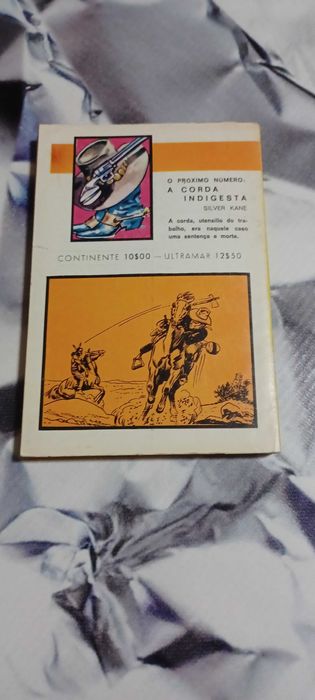 O PRÓXIMO NÚMERO:
A CORDA
INDIGESTA
SILVER KANE
A corda, utensílio do tra-
balho, era naquele caso
uma sentença a morte.
CONTINENTE 10$00 — ULTRAMAR 12$50